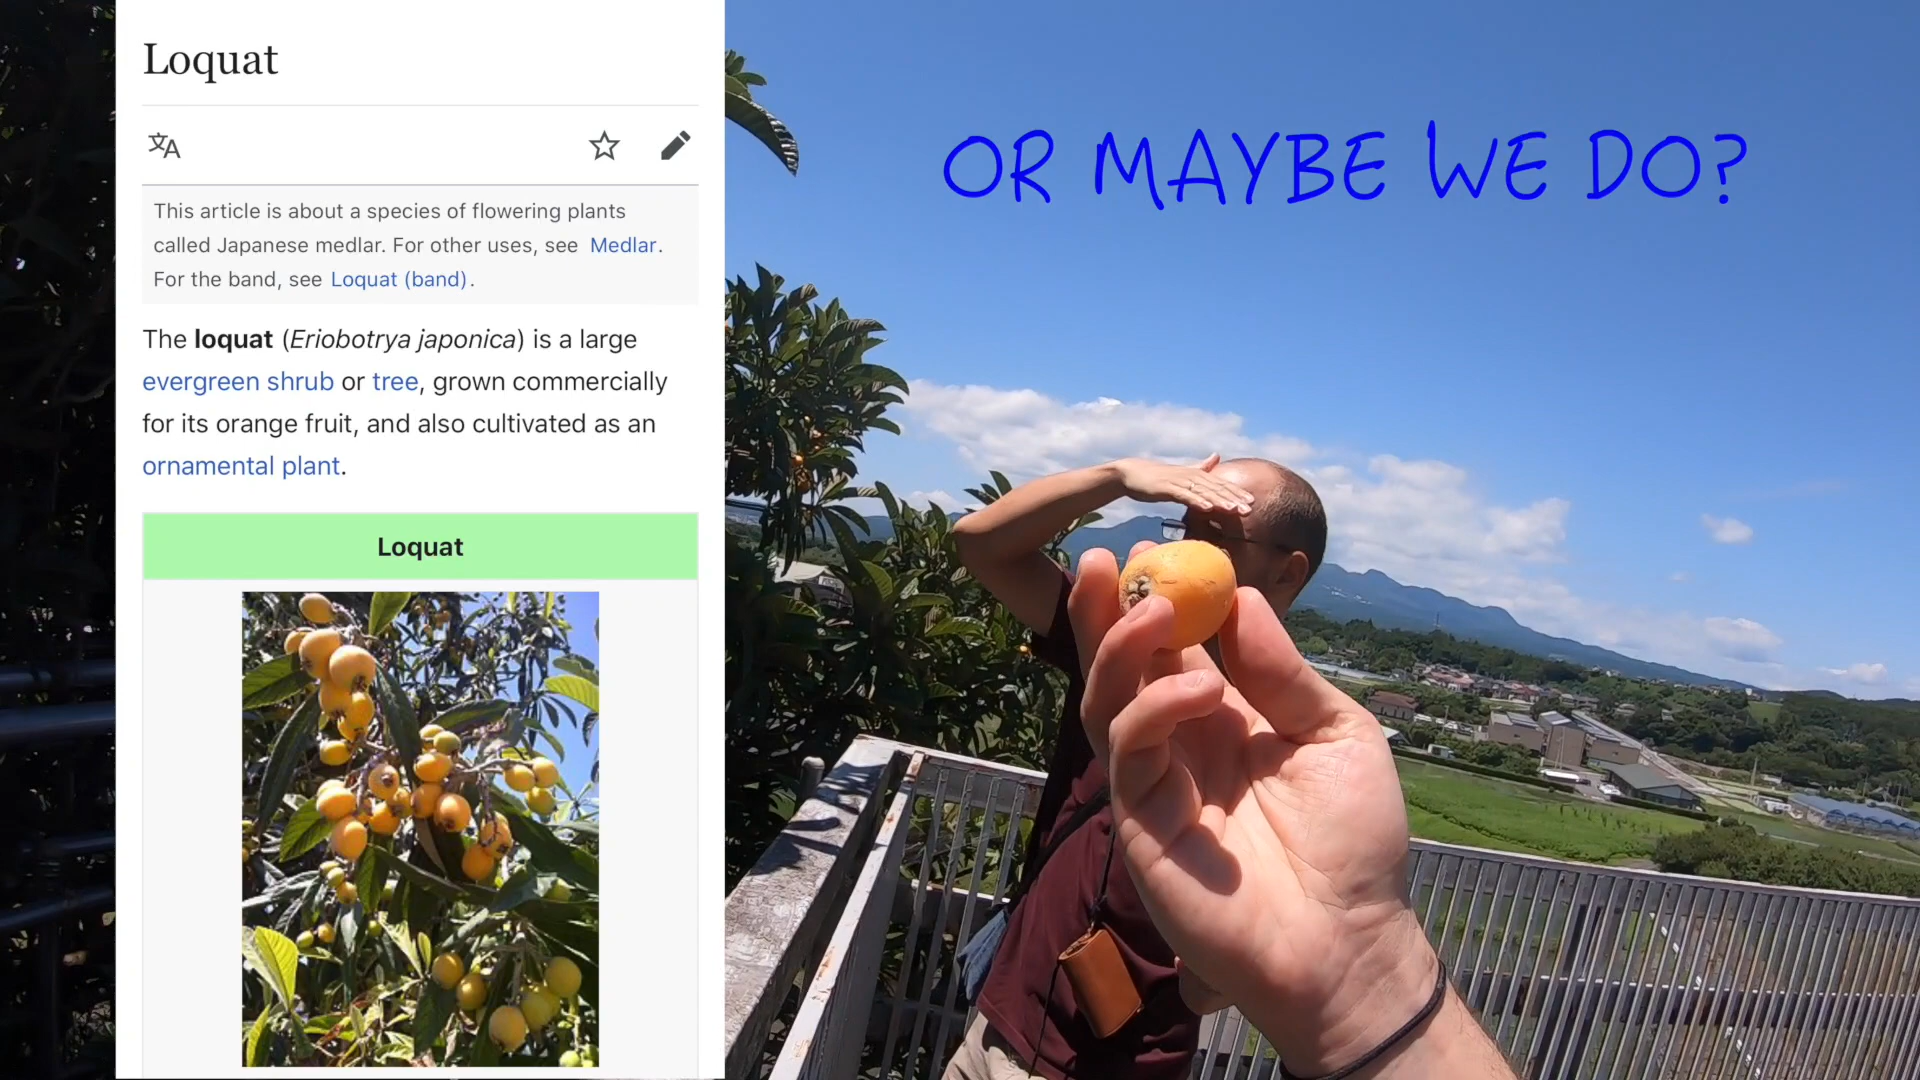 Loquat
文A
This article is about a species of flowering plants
called Japanese medlar. For other uses, see Medlar.
For the band, see Loquat (band).
The loquat (Eriobotrya japonica) is a large
evergreen shrub or tree, grown commercially
for its orange fruit, and also cultivated as an
ornamental plant.
Loquat
OR MAYBE WE DO?